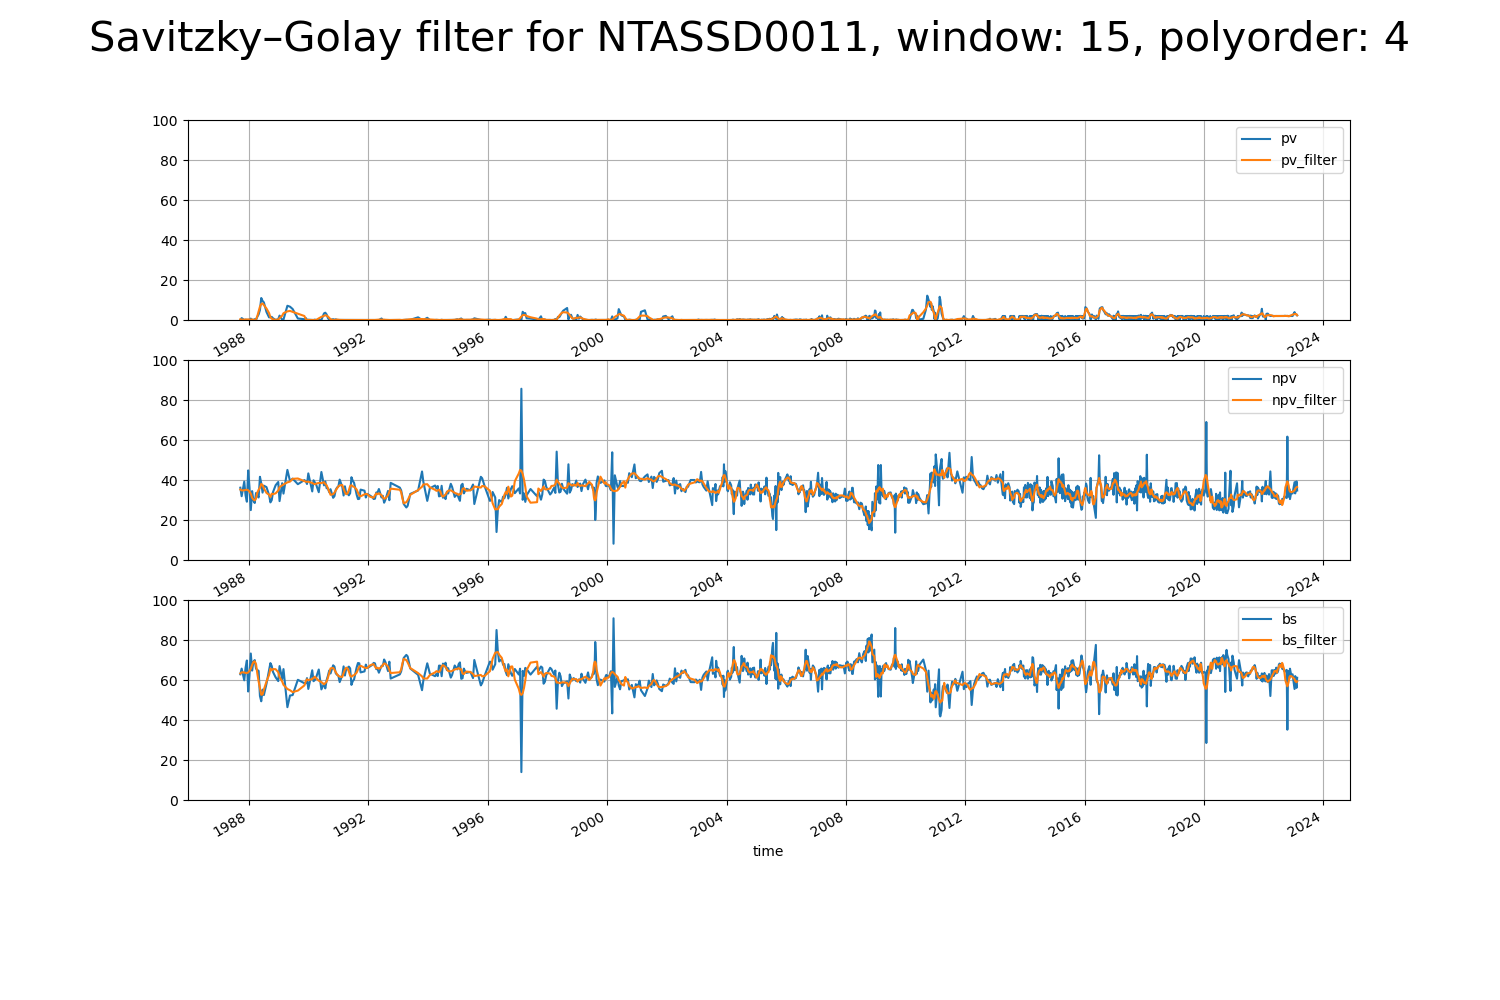 Savitzky–Golay filter for NTASSD0011, window: 15, polyorder: 4
100
80
60
40
20
0
pv
pv_filter
1988 1992 1996 2000 2004 2008 2012 2016 2020 2024
100
80
60
40
20
0
npv
npv_filter
1988 1992 1996 2000 2004 2008 2012 2016 2020 2024
100
80
60
40
20
0
bs
bs_filter
1988 1992 1996 2000 2004 2008 2012 2016 2020 2024
time